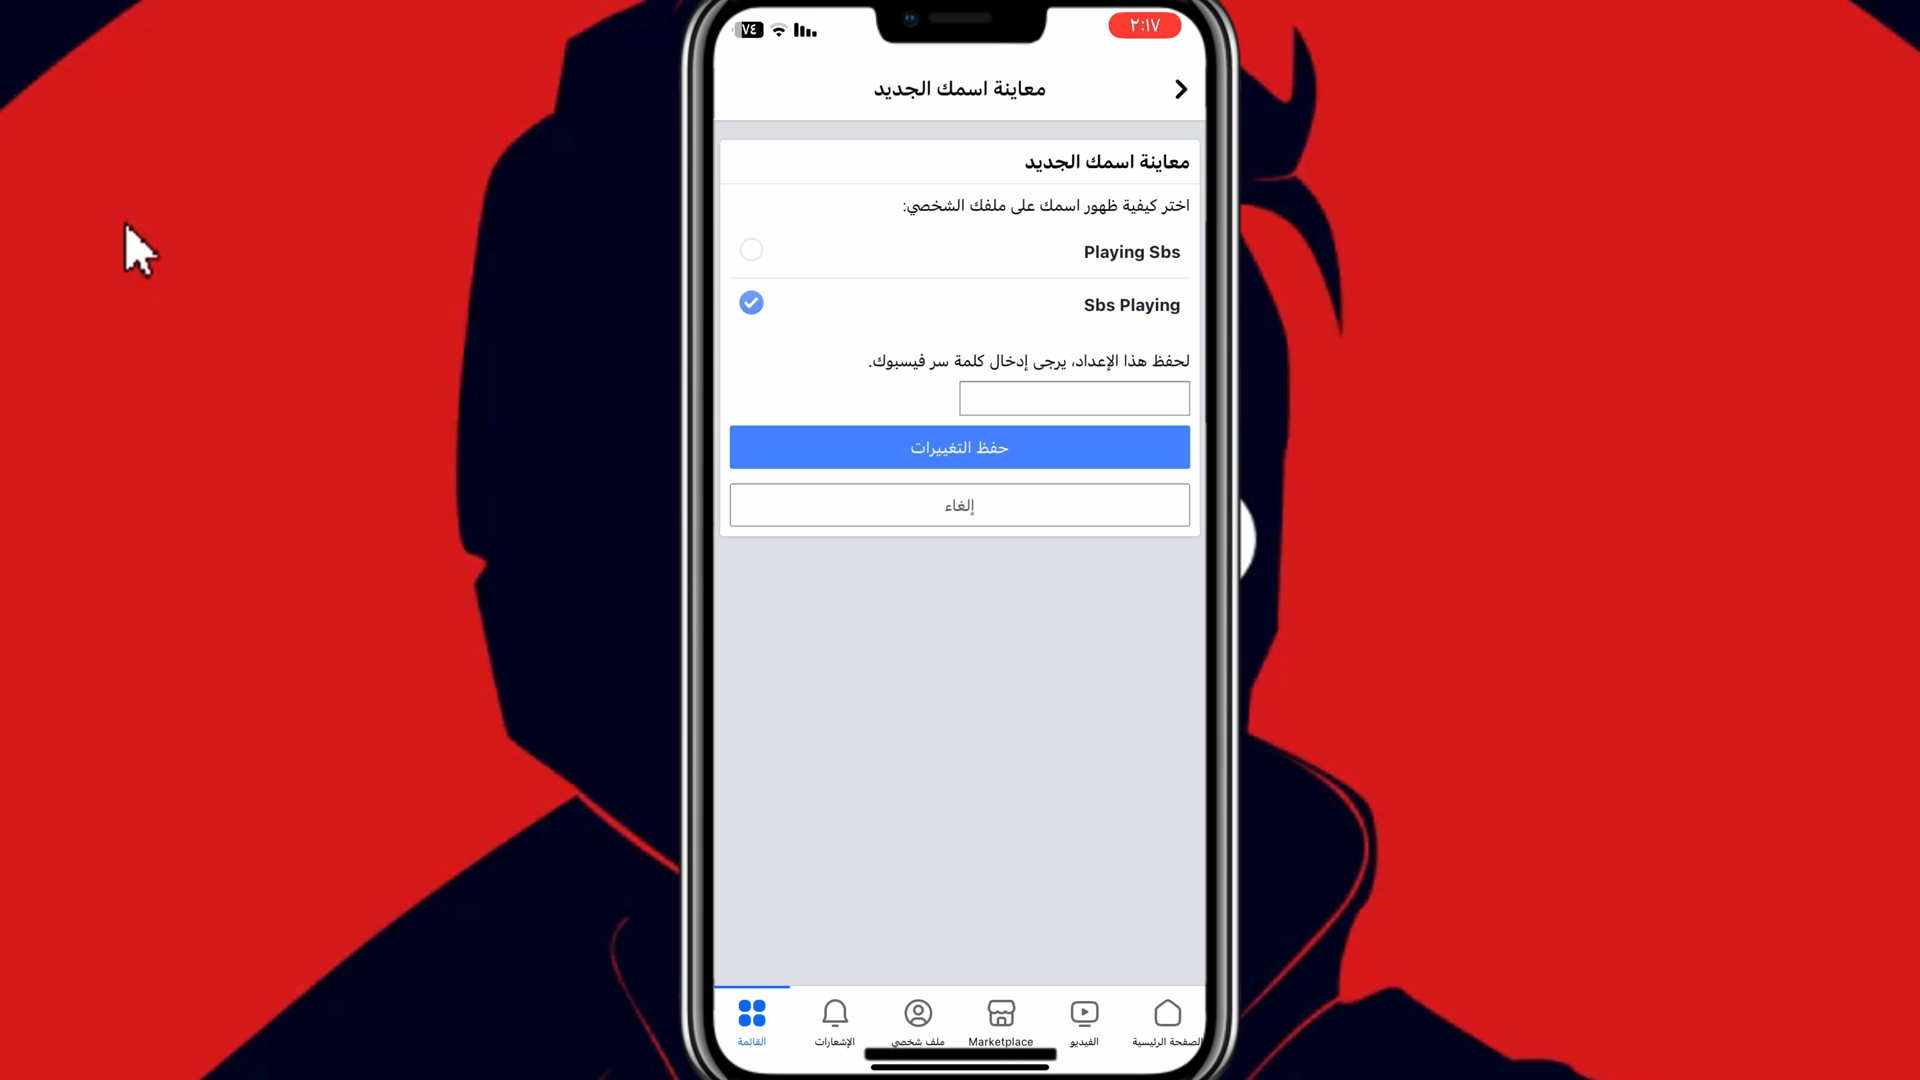 ٢:١٧
٧٤
معاينة اسمك الجديد
معاينة اسمك الجديد
اختر كيفية ظهور اسمك على ملفك الشخصي:
Playing Sbs
Sbs Playing
لحفظ هذا الإعداد، يرجى إدخال كلمة سر فيسبوك.
حفظ التغييرات
إلغاء
الصفحة الرئيسية
الفيديو
Marketplace
ملف شخصي
الإشعارات
القائمة